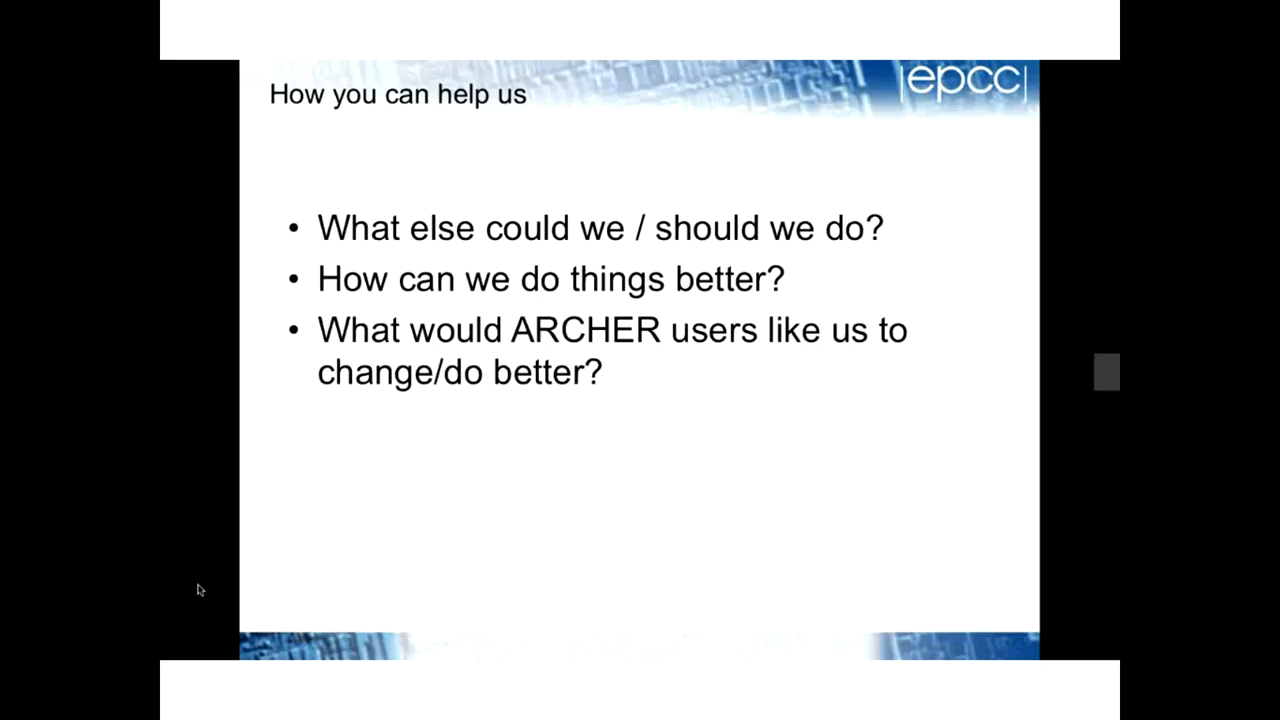 |epcc|
How you can help us
• What else could we / should we do?
• How can we do things better?
• What would ARCHER users like us to
change/do better?